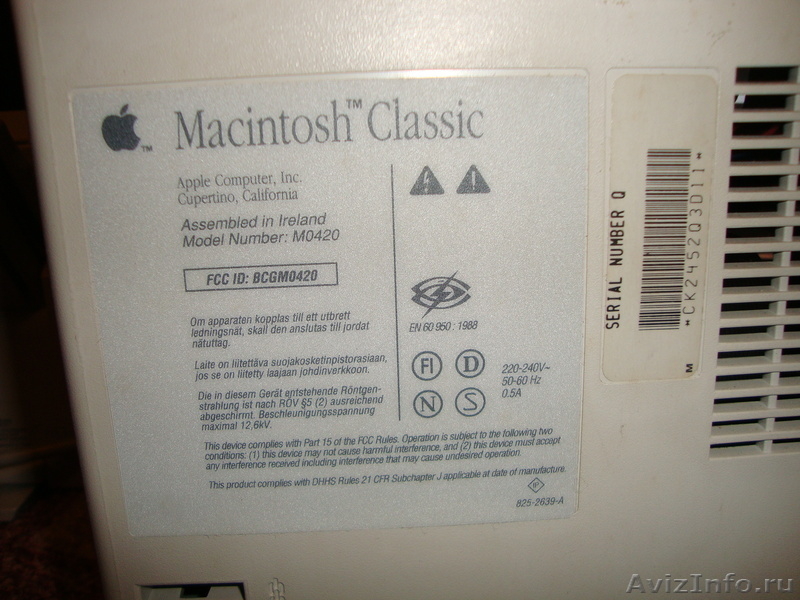 Macintosh™ Classic
™
Apple Computer, Inc.
Cupertino, California
Assembled in Ireland
Model Number: M0420
FCC ID: BCGM0420
Om apparaten kopplas till ett utbrett
ledningsnät, skall den anslutas till jordat
nätuttag.
Laite on liitettävä suojakosketinpistorasiaan,
jos se on liitetty laajaan johdinverkkoon.
Die in diesem Gerät entstehende Röntgen-
strahlung ist nach RÖV §5 (2) ausreichend
abgeschirmt. Beschleunigungsspannung
maximal 12,6kV.
EN 60 950 : 1988
FI
D
N
S
220-240V~
50-60 Hz
0.5A
This device complies with Part 15 of the FCC Rules. Operation is subject to the following two
conditions: (1) this device may not cause harmful interference, and (2) this device must accept
any interference received including interference that may cause undesired operation.
This product complies with DHHS Rules 21 CFR Subchapter J applicable at date of manufacture.
825-2639-A
SERIAL NUMBER Q
*CK2452Q3D11*
M
AvizInfo.ru